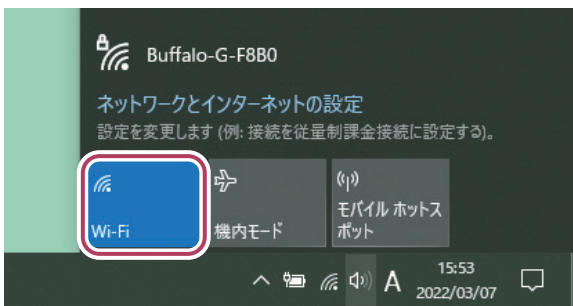 Buffalo-G-F8B0
ネットワークとインターネットの設定
設定を変更します (例: 接続を従量制課金接続に設定する)。
Wi-Fi
機内モード
モバイル ホットス
ポット
A
15:53
2022/03/07